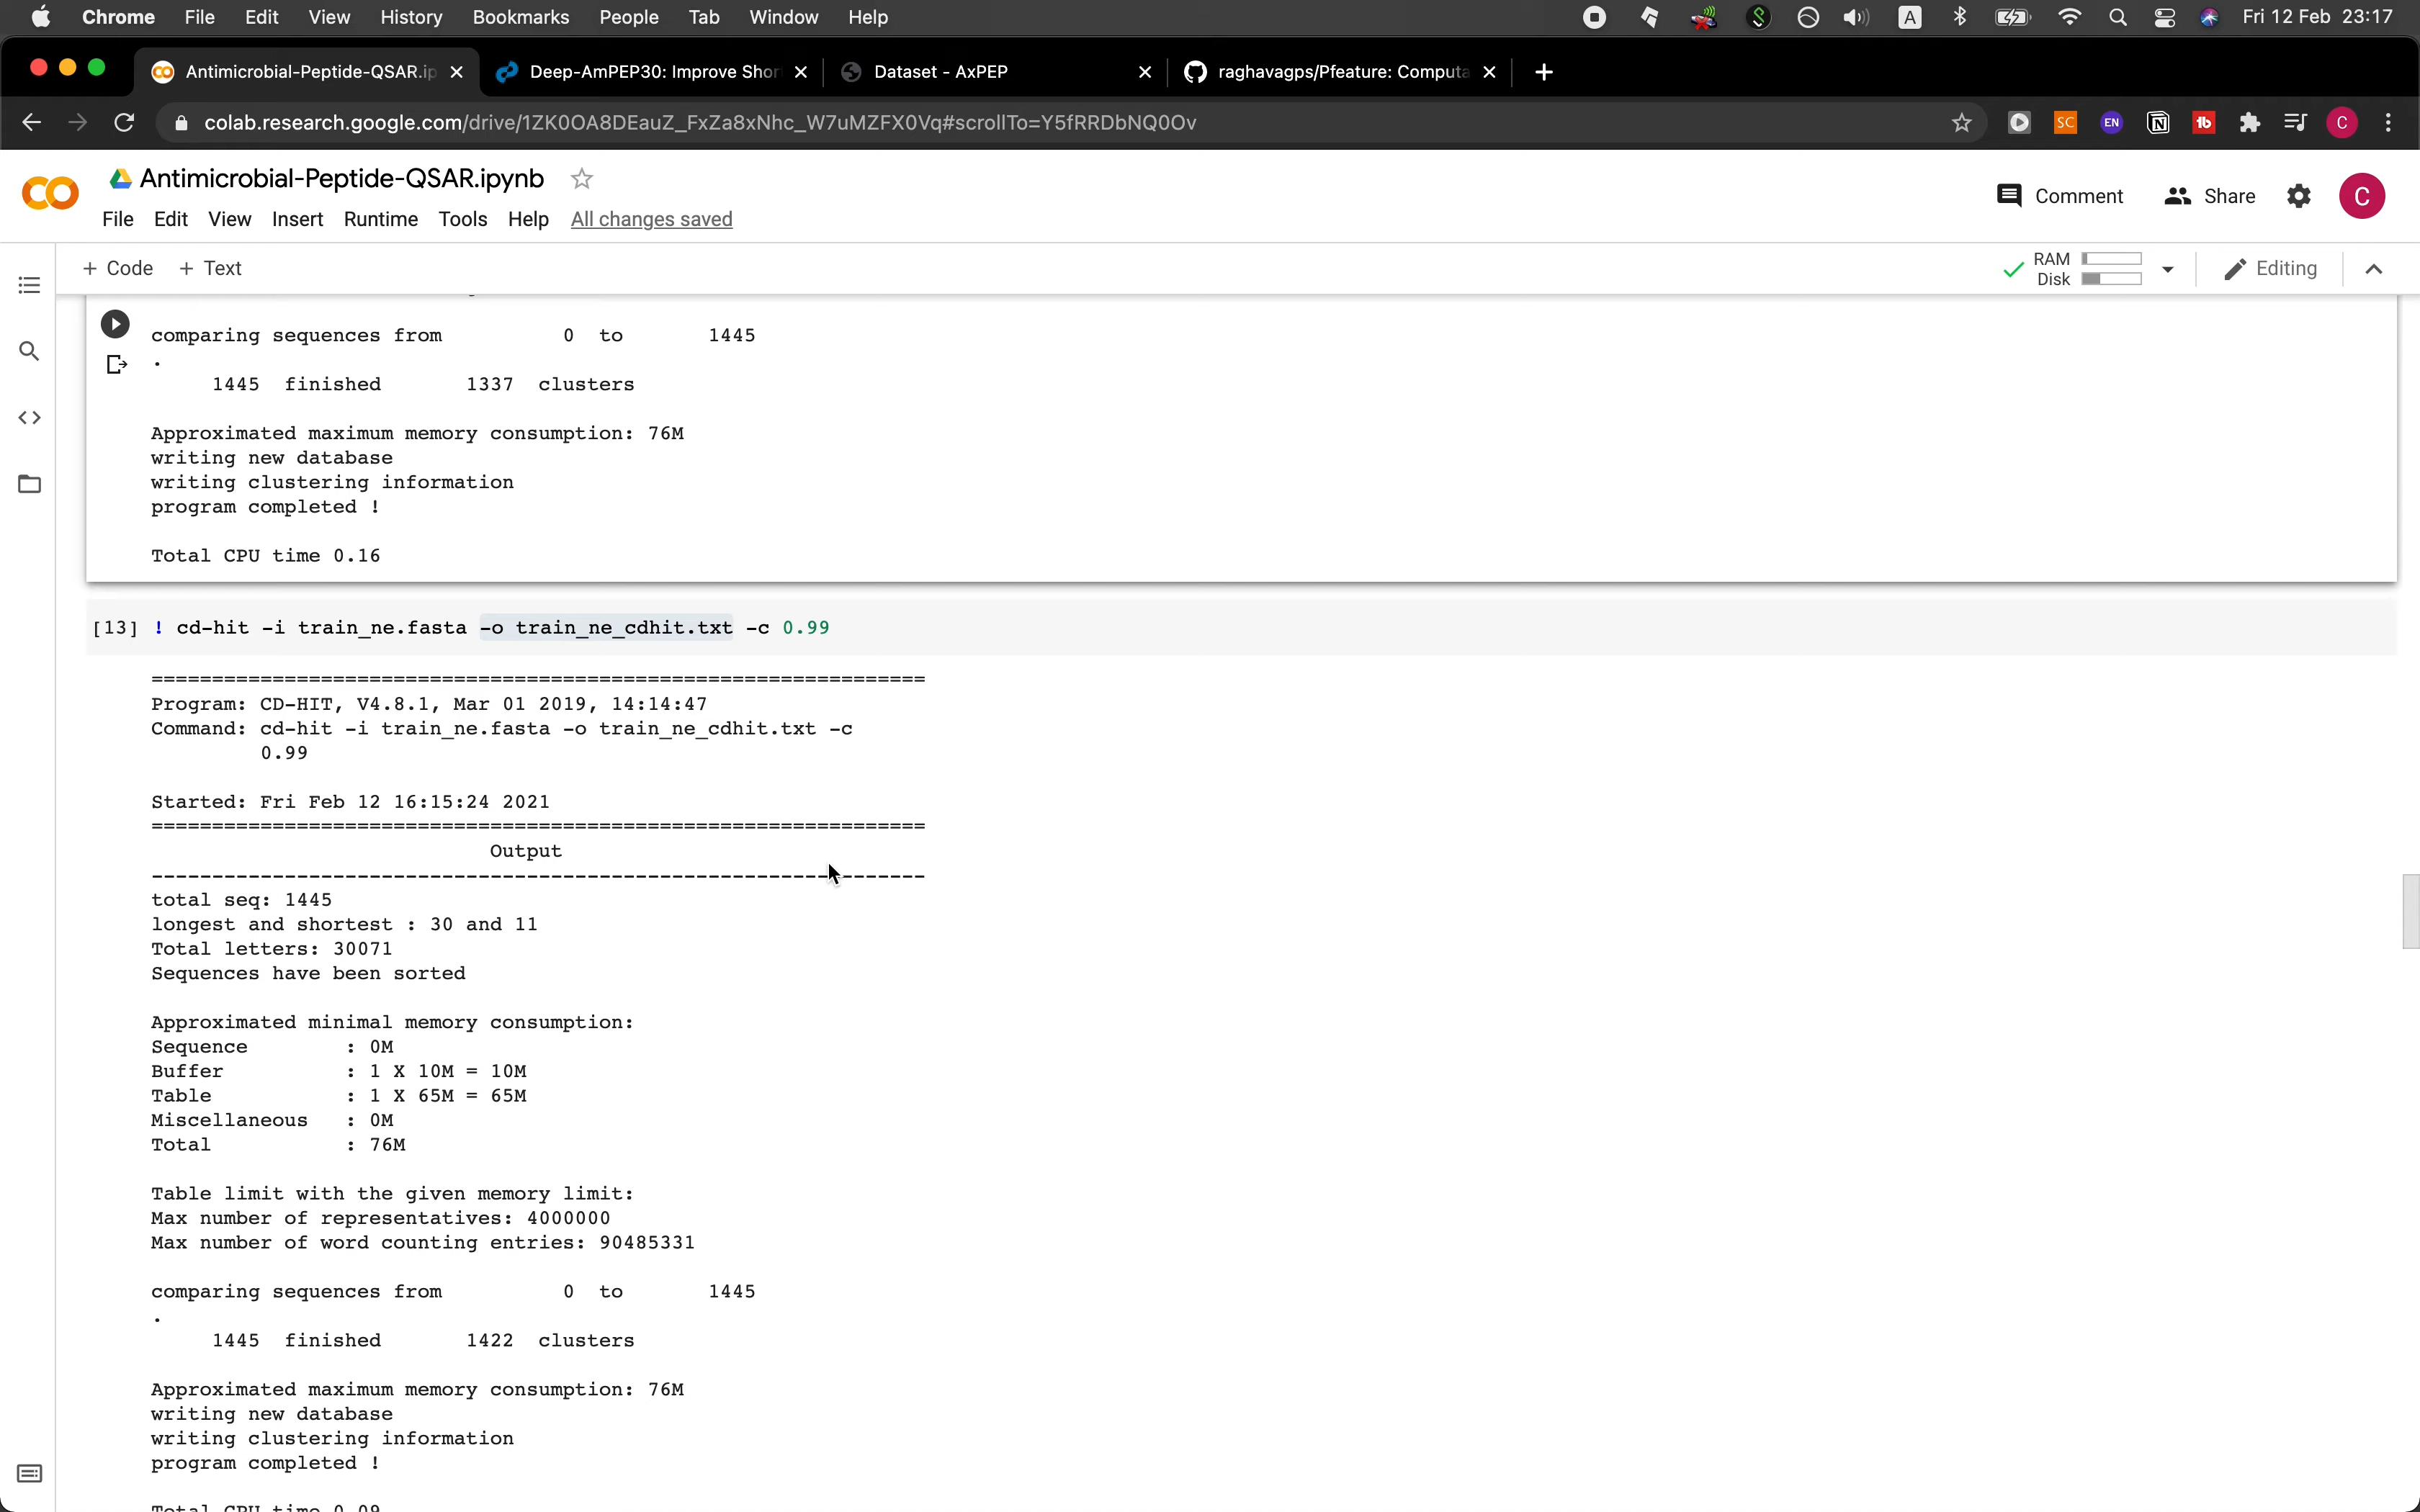 Chrome File Edit View History Bookmarks People Tab Window Help A Fri 12 Feb 23:17
Antimicrobial-Peptide-QSAR.ip Deep-AmPEP30: Improve Shor Dataset - AxPEP raghavagps/Pfeature: Computa
colab.research.google.com/drive/1ZK0OA8DEauZ_FxZa8xNhc_W7uMZFX0Vq#scrollTo=Y5fRRDbNQ0Ov SC EN C
Antimicrobial-Peptide-QSAR.ipynb Comment Share C
File Edit View Insert Runtime Tools Help All changes saved
+ Code + Text RAM Disk Editing
comparing sequences from 0 to 1445
.
1445 finished 1337 clusters
Approximated maximum memory consumption: 76M
writing new database
writing clustering information
program completed !
Total CPU time 0.16
[13] ! cd-hit -i train_ne.fasta -o train_ne_cdhit.txt -c 0.99
================================================================
Program: CD-HIT, V4.8.1, Mar 01 2019, 14:14:47
Command: cd-hit -i train_ne.fasta -o train_ne_cdhit.txt -c
0.99
Started: Fri Feb 12 16:15:24 2021
================================================================
Output
----------------------------------------------------------------
total seq: 1445
longest and shortest : 30 and 11
Total letters: 30071
Sequences have been sorted
Approximated minimal memory consumption:
Sequence : 0M
Buffer : 1 X 10M = 10M
Table : 1 X 65M = 65M
Miscellaneous : 0M
Total : 76M
Table limit with the given memory limit:
Max number of representatives: 4000000
Max number of word counting entries: 90485331
comparing sequences from 0 to 1445
.
1445 finished 1422 clusters
Approximated maximum memory consumption: 76M
writing new database
writing clustering information
program completed !
Total CPU time 0.09